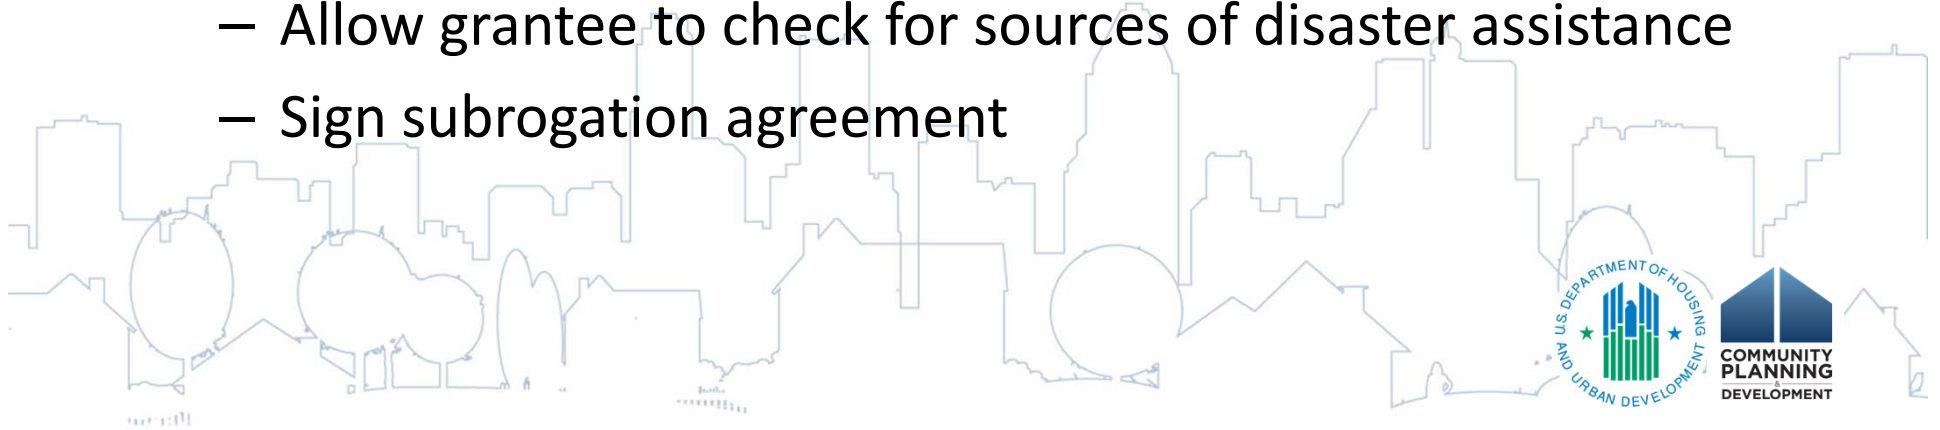 – Allow grantee to check for sources of disaster assistance
– Sign subrogation agreement
U.S. DEPARTMENT OF HOUSING
AND URBAN DEVELOPMENT
COMMUNITY
PLANNING
&
DEVELOPMENT